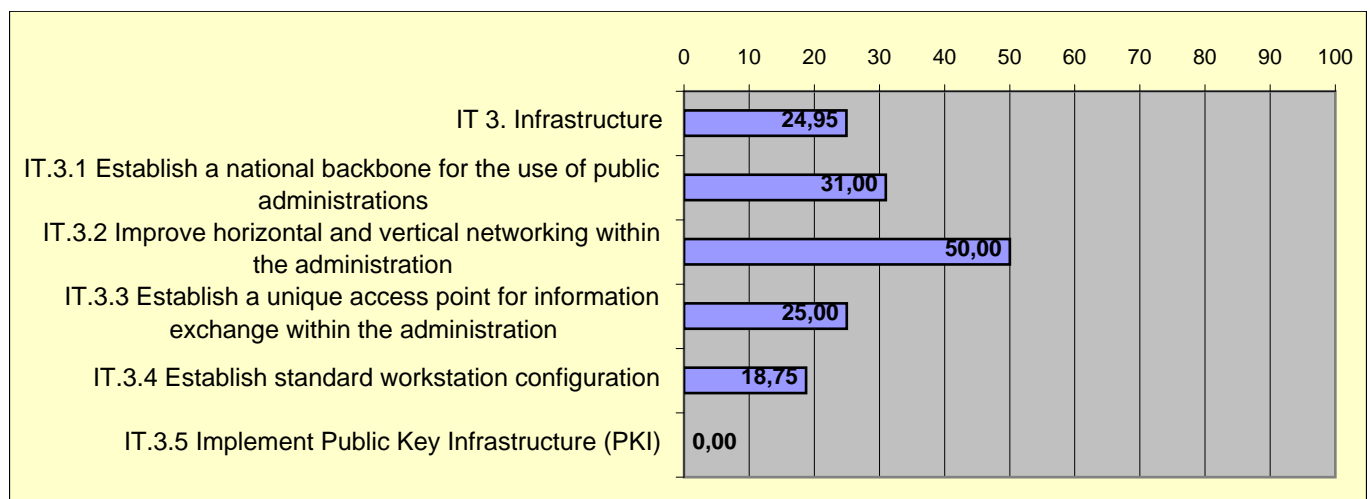 0 10 20 30 40 50 60 70 80 90 100
IT 3. Infrastructure 24,95
IT.3.1 Establish a national backbone for the use of public
administrations
31,00
IT.3.2 Improve horizontal and vertical networking within
the administration
50,00
IT.3.3 Establish a unique access point for information
exchange within the administration
25,00
IT.3.4 Establish standard workstation configuration 18,75
IT.3.5 Implement Public Key Infrastructure (PKI) 0,00